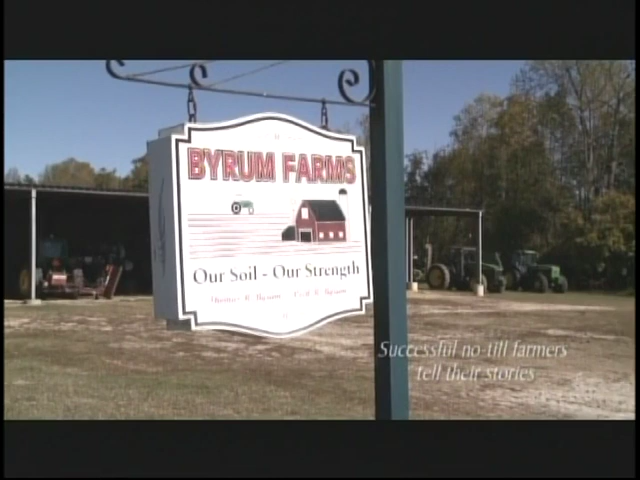 BYRUM FARMS
Our Soil - Our Strength
Successful no-till farmers
tell their stories